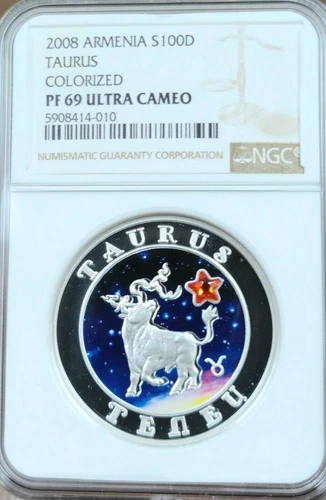 2008 ARMENIA S100D
TAURUS
COLORIZED
PF 69 ULTRA CAMEO
5908414-010
NUMISMATIC GUARANTY CORPORATION
NGC
TAURUS
ТЕЛЕЦ